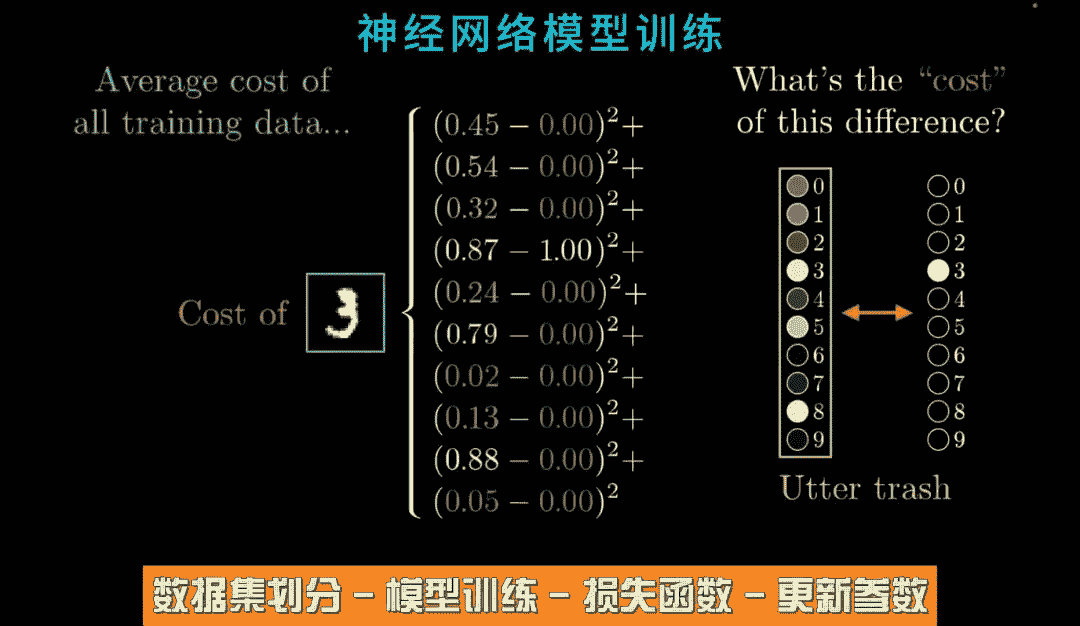 神经网络模型训练
Average cost of
all training data...
Cost of
3
(0.45 − 0.00)²+
(0.54 − 0.00)²+
(0.32 − 0.00)²+
(0.87 − 1.00)²+
(0.24 − 0.00)²+
(0.79 − 0.00)²+
(0.02 − 0.00)²+
(0.13 − 0.00)²+
(0.88 − 0.00)²+
(0.05 − 0.00)²
What's the “cost”
of this difference?
0 0
1 1
2 2
3 3
4 4
5 5
6 6
7 7
8 8
9 9
Utter trash
数据集划分 – 模型训练 – 损失函数 – 更新参数